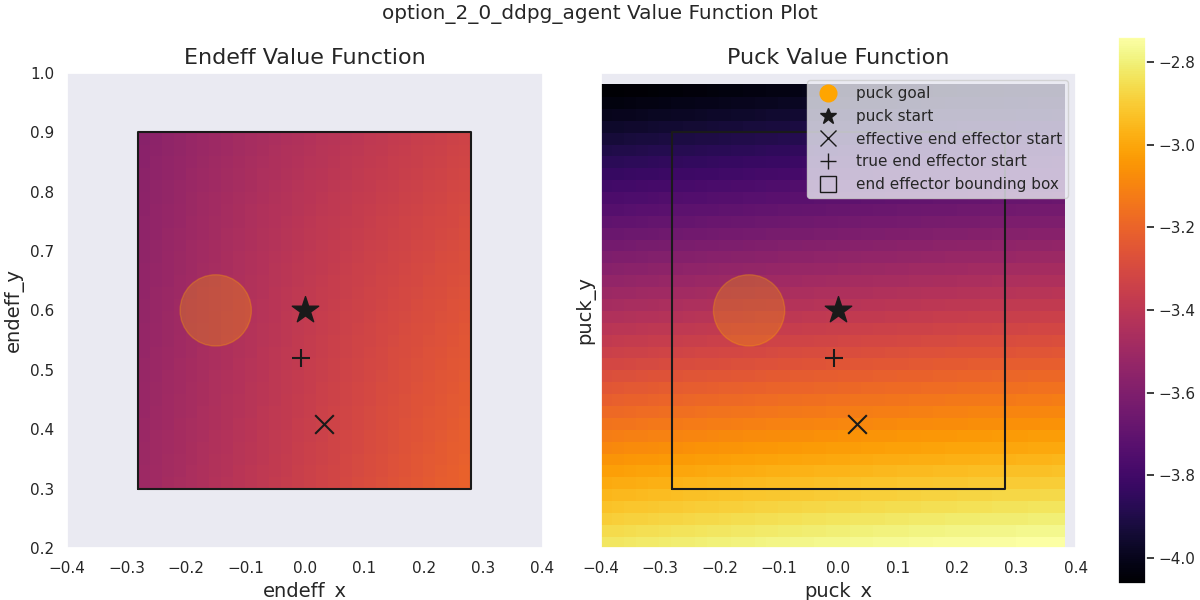 option_2_0_ddpg_agent Value Function Plot
Endeff Value Function
Puck Value Function
1.0
0.9
0.8
0.7
0.6
0.5
0.4
0.3
0.2
endeff_y
−0.4
−0.3
−0.2
−0.1
0.0
0.1
0.2
0.3
0.4
endeff_x
puck_y
puck goal
puck start
effective end effector start
true end effector start
end effector bounding box
−0.4
−0.3
−0.2
−0.1
0.0
0.1
0.2
0.3
0.4
puck_x
−2.8
−3.0
−3.2
−3.4
−3.6
−3.8
−4.0